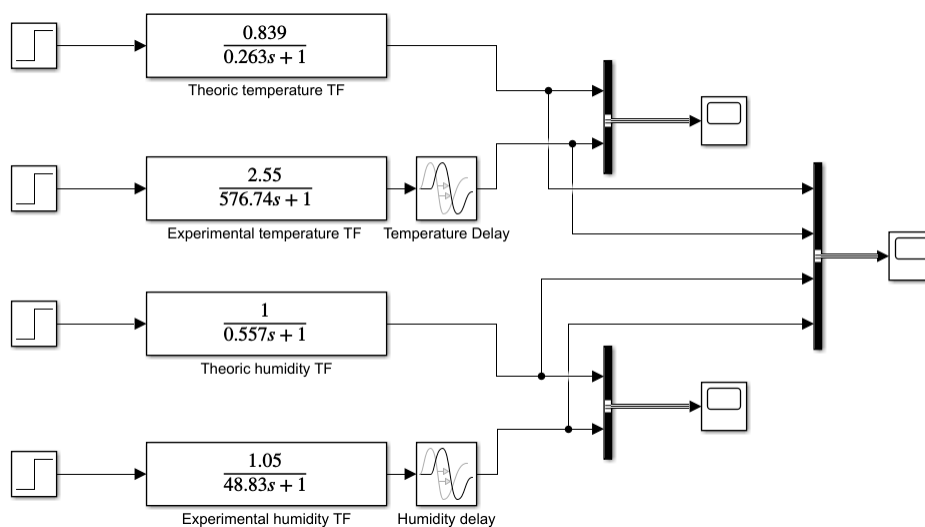 0.839
0.263s + 1
Theoric temperature TF
2.55
576.74s + 1
Experimental temperature TF
Temperature Delay
1
0.557s + 1
Theoric humidity TF
1.05
48.83s + 1
Experimental humidity TF
Humidity delay